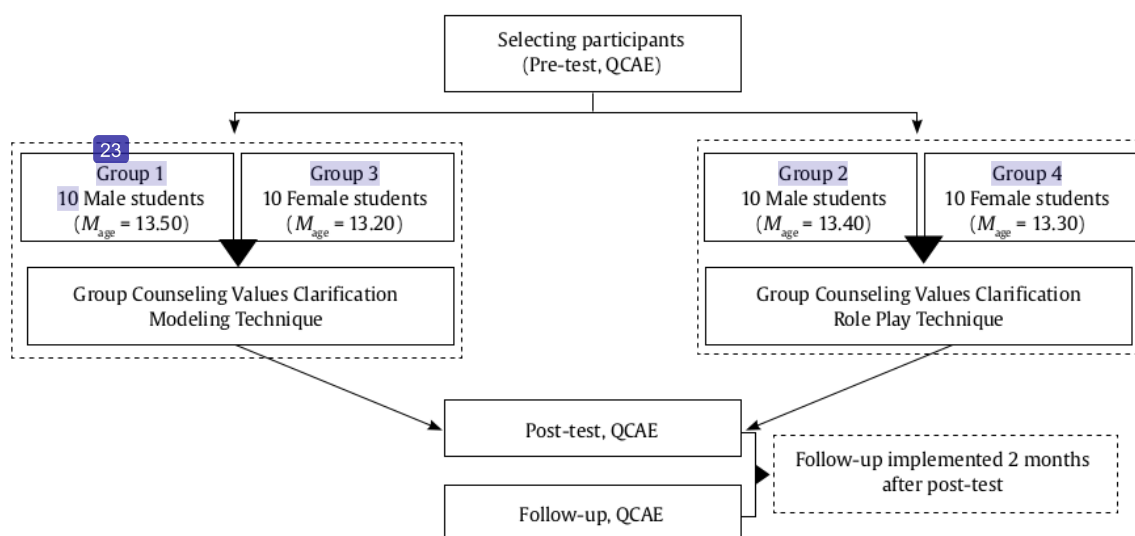 Selecting participants
(Pre-test, QCAE)
23
Group 1
10 Male students
(Mage = 13.50)
Group 3
10 Female students
(Mage = 13.20)
Group 2
10 Male students
(Mage = 13.40)
Group 4
10 Female students
(Mage = 13.30)
Group Counseling Values Clarification
Modeling Technique
Group Counseling Values Clarification
Role Play Technique
Post-test, QCAE
Follow-up implemented 2 months
after post-test
Follow-up, QCAE